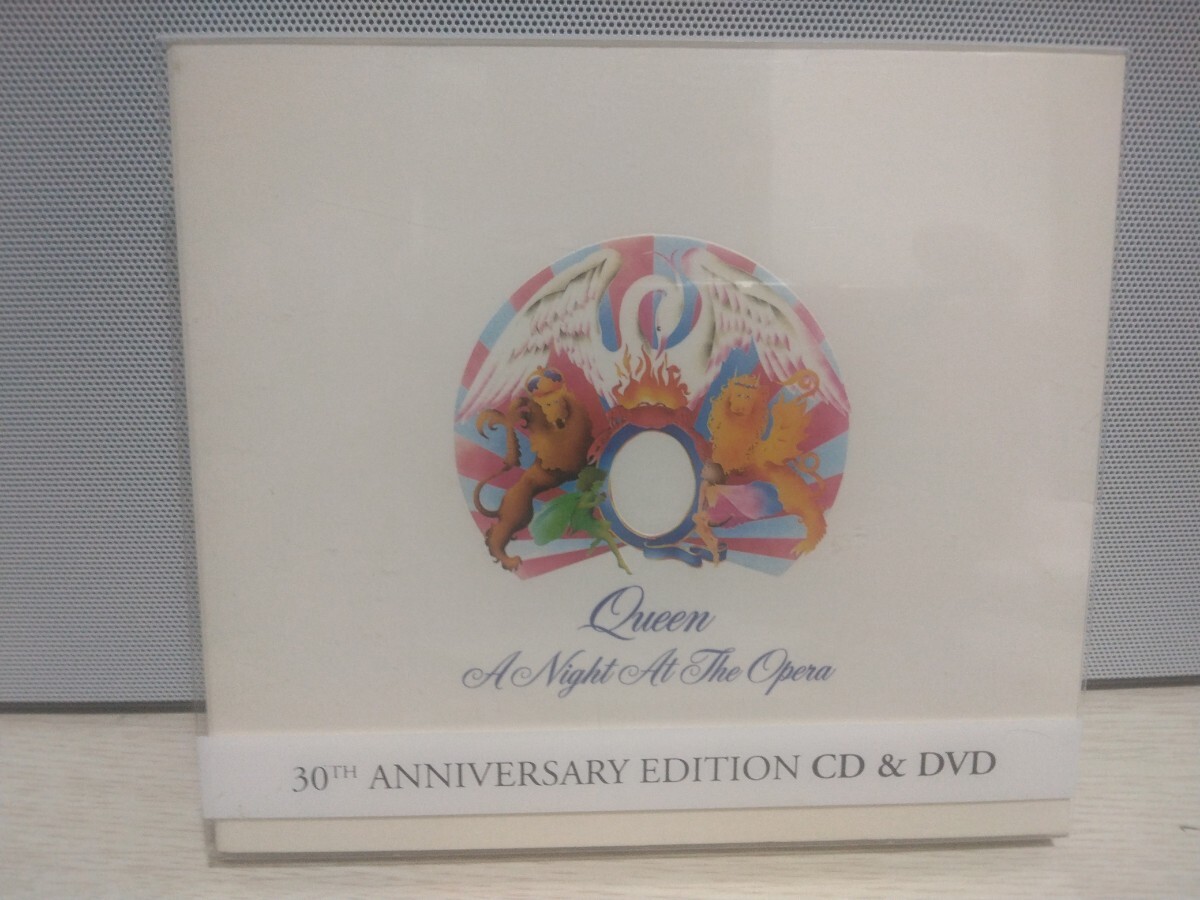 Queen
A Night At The Opera
30TH ANNIVERSARY EDITION CD & DVD